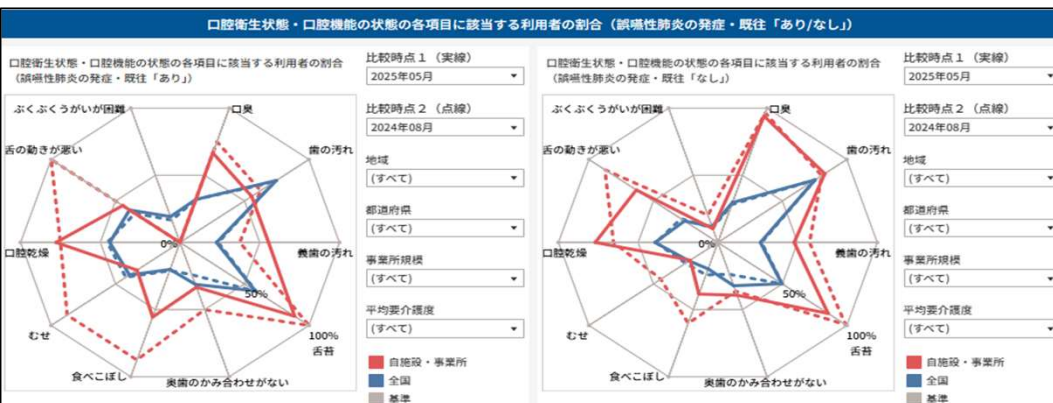 口腔衛生状態・口腔機能の状態の各項目に該当する利用者の割合（誤嚥性肺炎の発症・既往「あり/なし」）
口腔衛生状態・口腔機能の状態の各項目に該当する利用者の割合
（誤嚥性肺炎の発症・既往「あり」）
ぶくぶくうがいが困難
口臭
歯の汚れ
義歯の汚れ
舌苔
奥歯のかみ合わせがない
食べこぼし
むせ
口腔乾燥
舌の動きが悪い
0%
50%
100%
比較時点１（実線）
2025年05月
比較時点２（点線）
2024年08月
地域
(すべて)
都道府県
(すべて)
事業所規模
(すべて)
平均要介護度
(すべて)
自施設・事業所
全国
基準
口腔衛生状態・口腔機能の状態の各項目に該当する利用者の割合
（誤嚥性肺炎の発症・既往「なし」）
ぶくぶくうがいが困難
口臭
歯の汚れ
義歯の汚れ
舌苔
奥歯のかみ合わせがない
食べこぼし
むせ
口腔乾燥
舌の動きが悪い
0%
50%
100%
比較時点１（実線）
2025年05月
比較時点２（点線）
2024年08月
地域
(すべて)
都道府県
(すべて)
事業所規模
(すべて)
平均要介護度
(すべて)
自施設・事業所
全国
基準